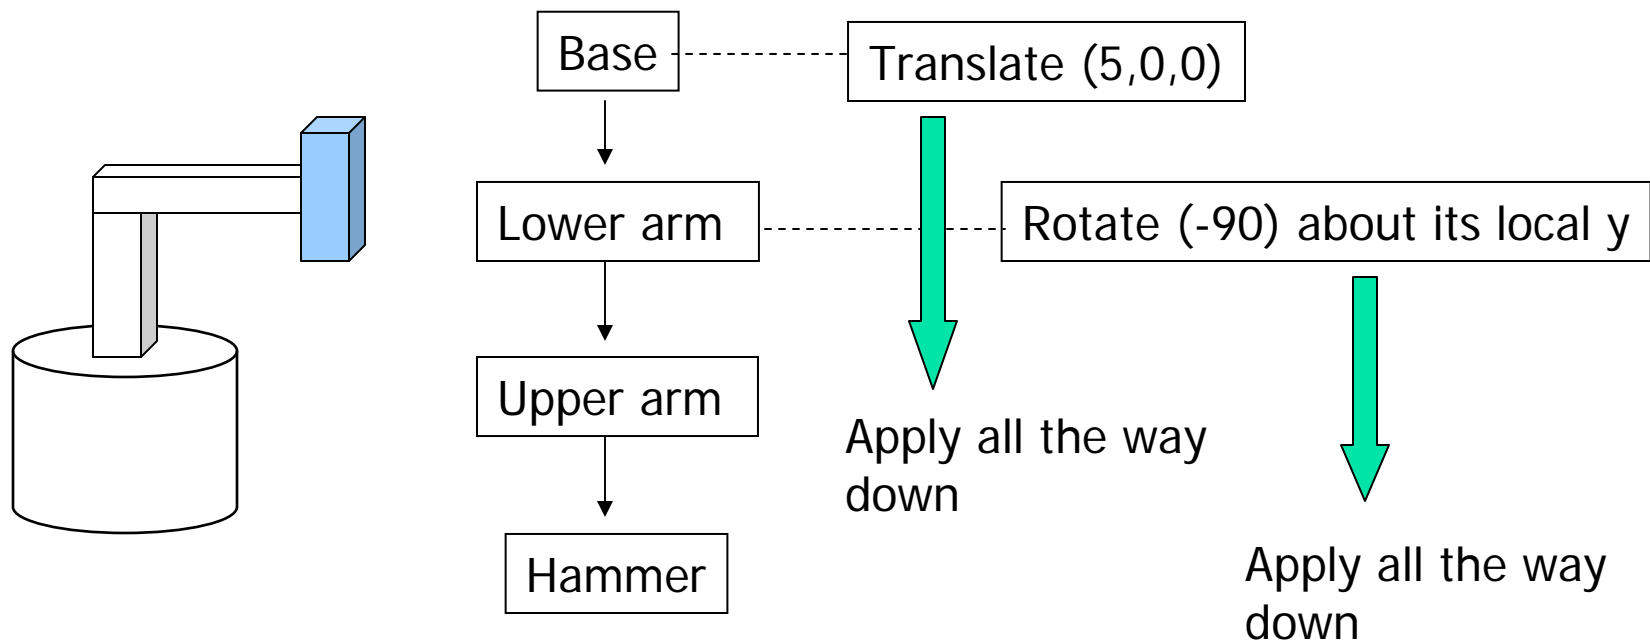 Base
Translate (5,0,0)
Lower arm
Rotate (-90) about its local y
Upper arm
Apply all the way
down
Hammer
Apply all the way
down